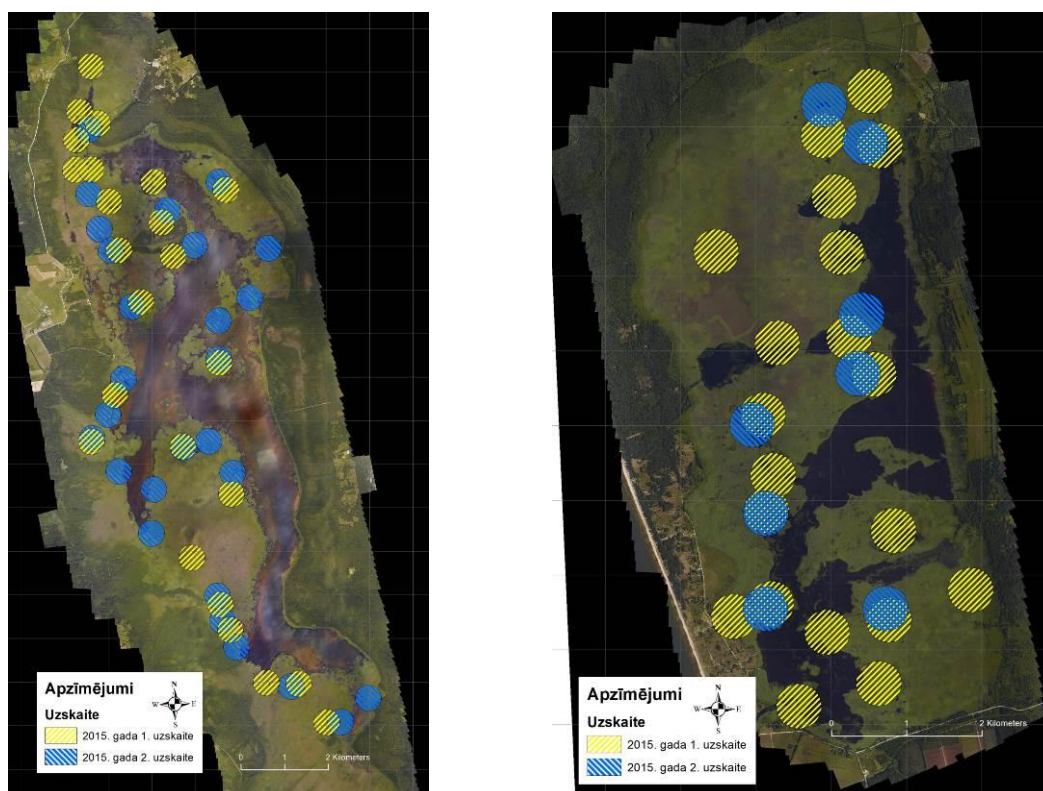 Apzīmējumi
N
W E
S
Uzskaite
2015. gada 1. uzskaite
2015. gada 2. uzskaite
0 1 2 Kilometers
Apzīmējumi
N
W E
S
Uzskaite
2015. gada 1. uzskaite
2015. gada 2. uzskaite
0 1 2 Kilometers